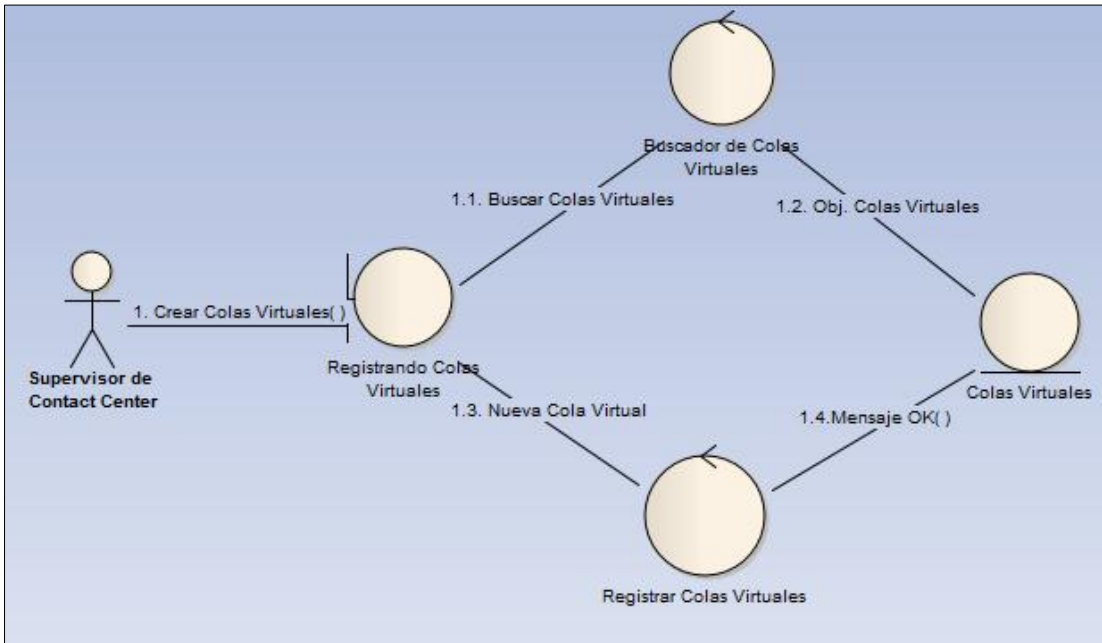 Buscador de Colas
Virtuales
1.1. Buscar Colas Virtuales
1.2. Obj. Colas Virtuales
1. Crear Colas Virtuales( )
Supervisor de
Contact Center
Registrando Colas
Virtuales
Colas Virtuales
1.3. Nueva Cola Virtual
1.4.Mensaje OK( )
Registrar Colas Virtuales